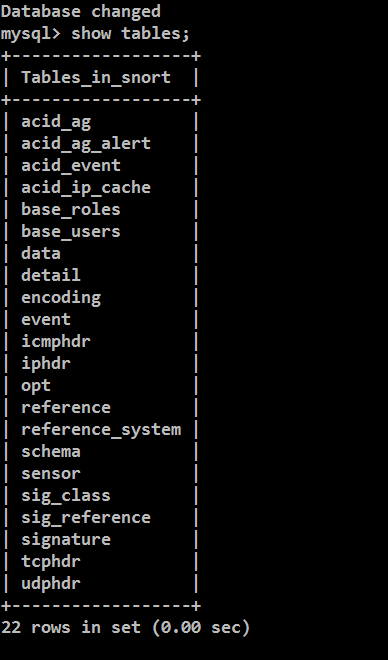 Database changed
mysql> show tables;
+------------------+
| Tables_in_snort  |
+------------------+
| acid_ag          |
| acid_ag_alert    |
| acid_event       |
| acid_ip_cache    |
| base_roles       |
| base_users       |
| data             |
| detail           |
| encoding         |
| event            |
| icmphdr          |
| iphdr            |
| opt              |
| reference        |
| reference_system |
| schema           |
| sensor           |
| sig_class        |
| sig_reference    |
| signature        |
| tcphdr           |
| udphdr           |
+------------------+
22 rows in set (0.00 sec)